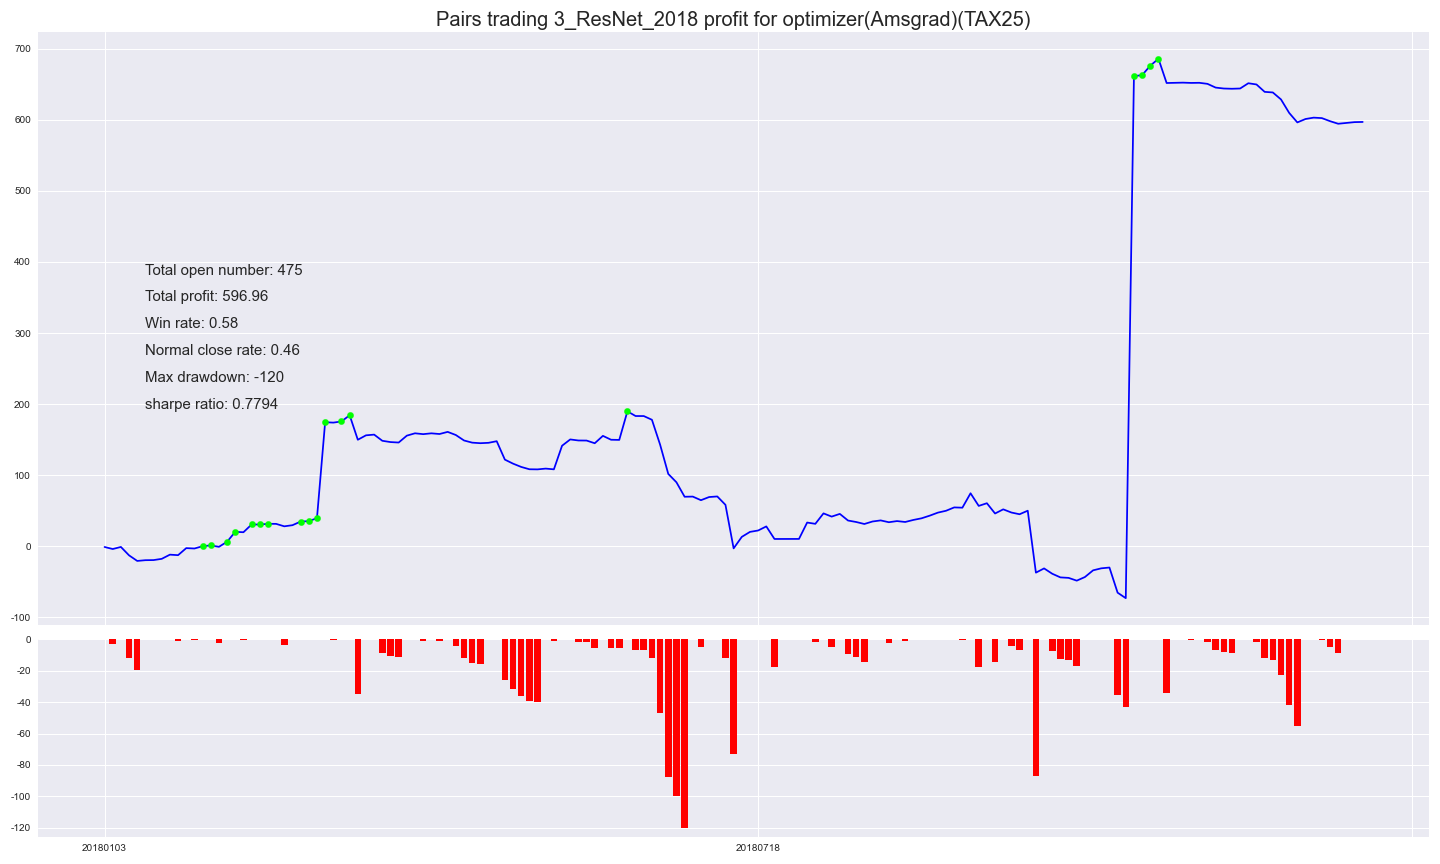 Pairs trading 3_ResNet_2018 profit for optimizer(Amsgrad)(TAX25)
700
600
500
400
300
200
100
0
-100
Total open number: 475
Total profit: 596.96
Win rate: 0.58
Normal close rate: 0.46
Max drawdown: -120
sharpe ratio: 0.7794
0
-20
-40
-60
-80
-100
-120
20180103
20180718